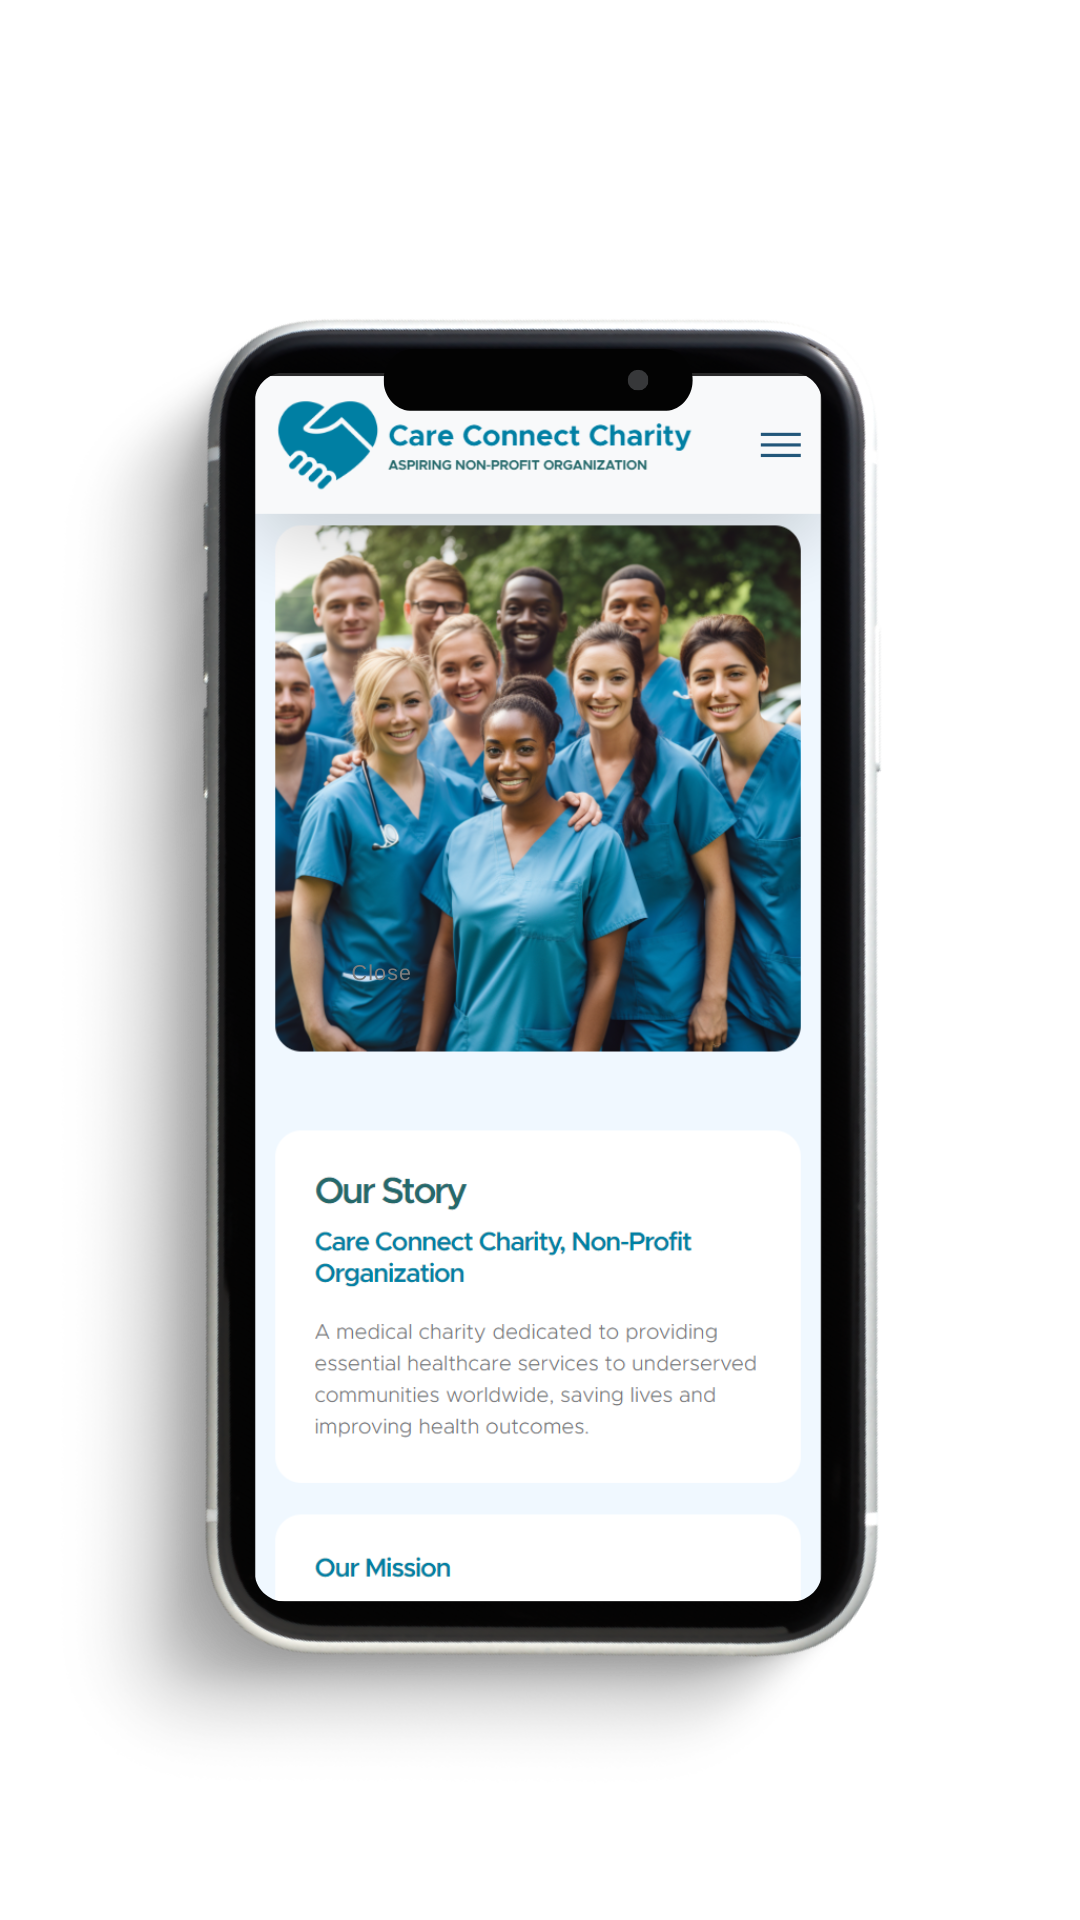 Care Connect Charity
ASPIRING NON-PROFIT ORGANIZATION
Close
Our Story
Care Connect Charity, Non-Profit
Organization
A medical charity dedicated to providing
essential healthcare services to underserved
communities worldwide, saving lives and
improving health outcomes.
Our Mission